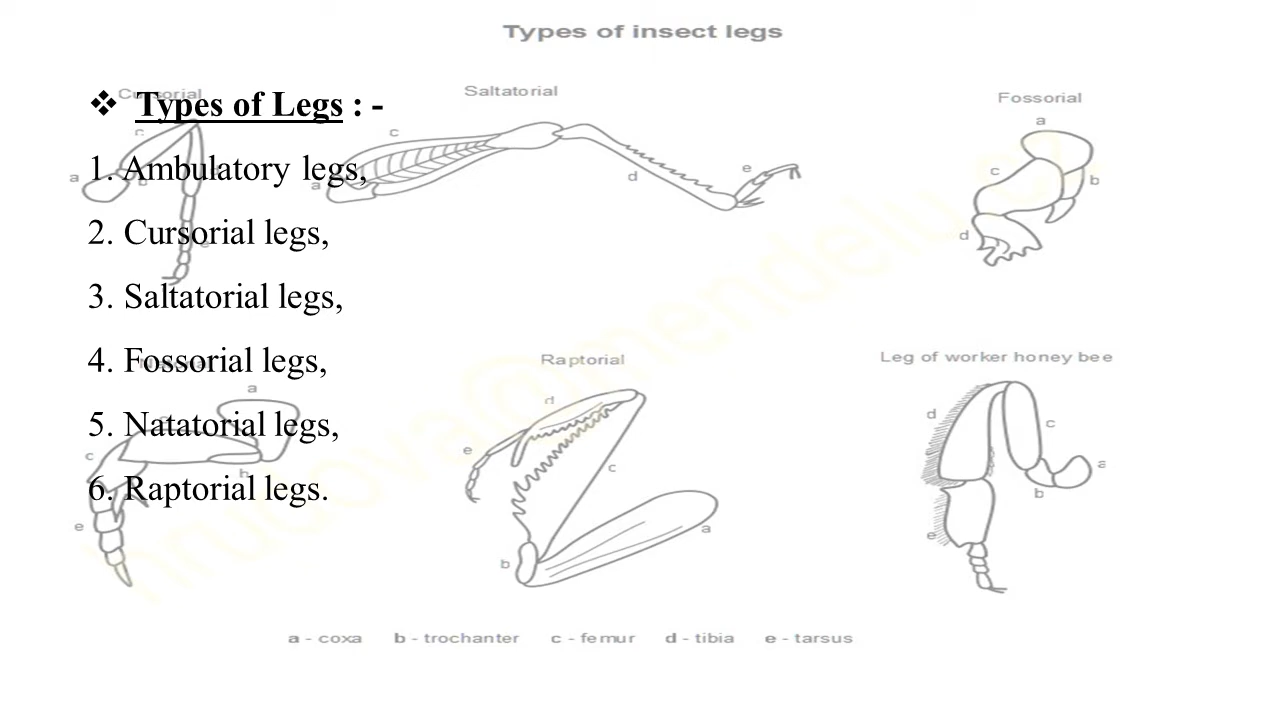 Types of insect legs
Cursorial
Saltatorial
Fossorial
❖ Types of Legs : -
1. Ambulatory legs,
2. Cursorial legs,
3. Saltatorial legs,
4. Fossorial legs,
5. Natatorial legs,
6. Raptorial legs.
c
a
e
c
a
d
e
a
c
b
d
Raptorial
Leg of worker honey bee
a
c
b
e
d
e
c
a
b
d
c
a
b
e
a - coxa b - trochanter c - femur d - tibia e - tarsus